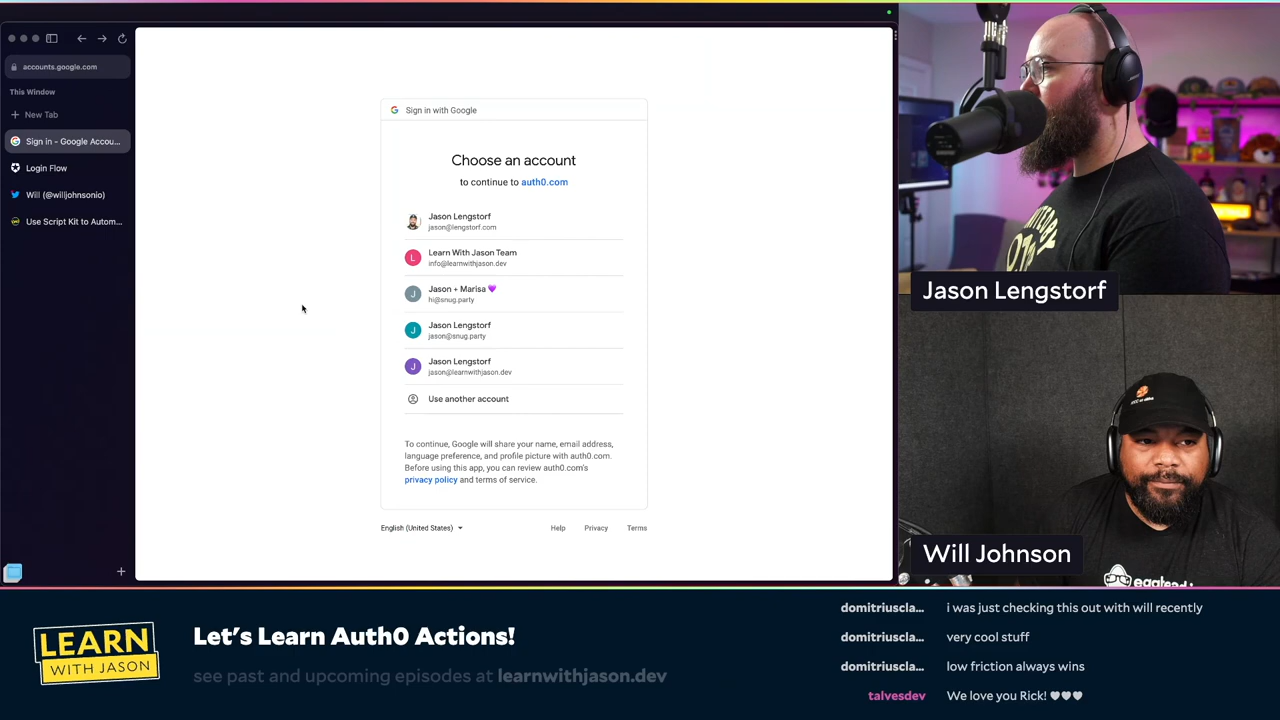 accounts.google.com
This Window
New Tab
Sign in - Google Accou...
Login Flow
Will (@willjohnsonio)
Use Script Kit to Autom...
Sign in with Google
Choose an account
to continue to auth0.com
Jason Lengstorf
jason@lengstorf.com
L
Learn With Jason Team
info@learnwithjason.dev
J
Jason + Marisa 💜
hi@snug.party
J
Jason Lengstorf
jason@snug.party
J
Jason Lengstorf
jason@learnwithjason.dev
Use another account
To continue, Google will share your name, email address,
language preference, and profile picture with auth0.com.
Before using this app, you can review auth0.com's
privacy policy and terms of service.
English (United States)
Help Privacy Terms
Jason Lengstorf
Will Johnson
LEARN
WITH JASON
Let's Learn Auth0 Actions!
see past and upcoming episodes at learnwithjason.dev
domitriuscla... i was just checking this out with will recently
domitriuscla... very cool stuff
domitriuscla... low friction always wins
talvesdev We love you Rick! ♥♥♥